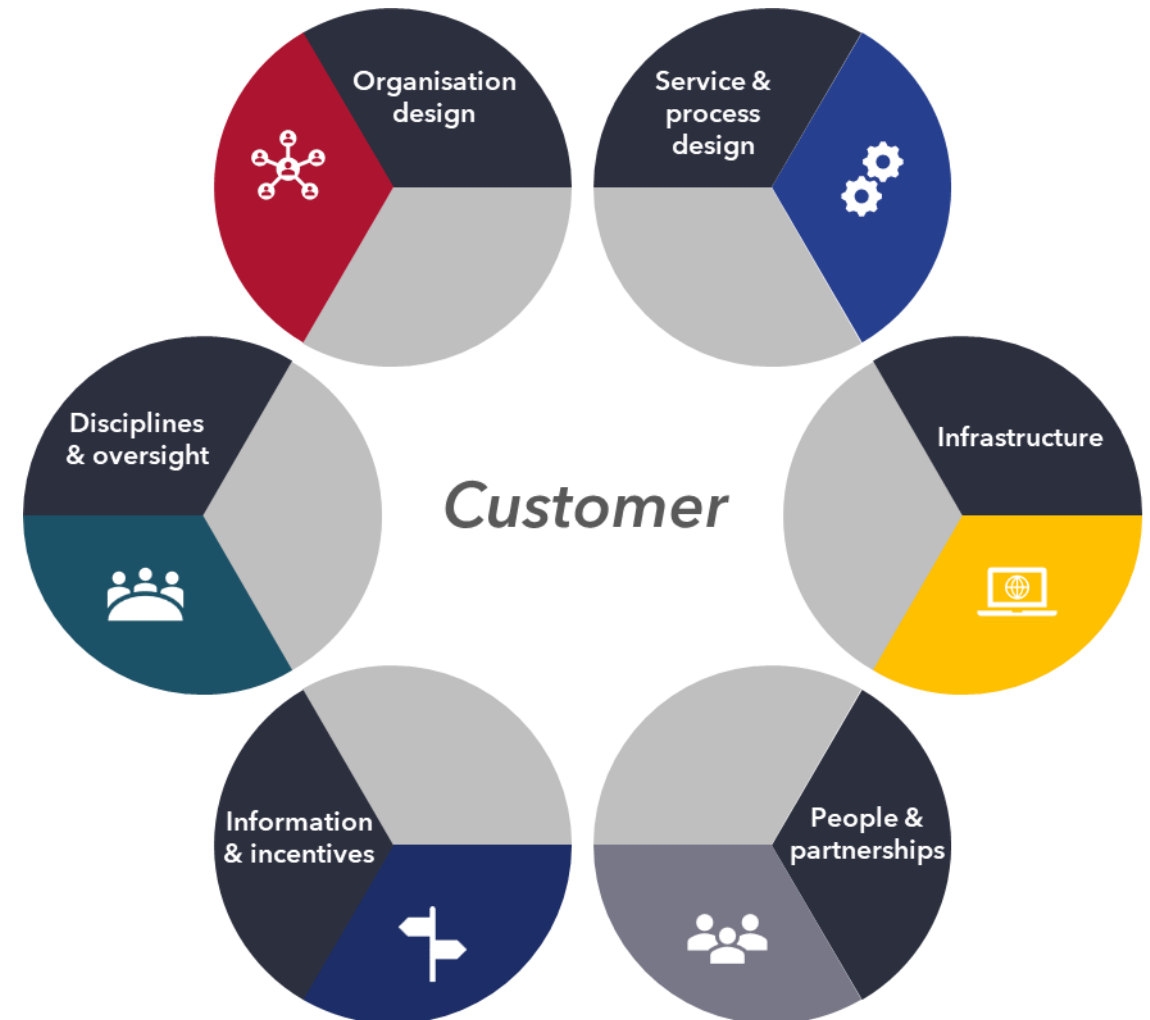 Organisation
design
Service &
process
design
Disciplines
& oversight
Customer
Infrastructure
Information
& incentives
People &
partnerships